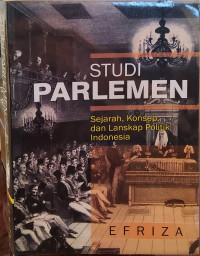 STUDI
PARLEMEN
Sejarah, Konsep,
dan Lanskap Politik
Indonesia
EFRIZA